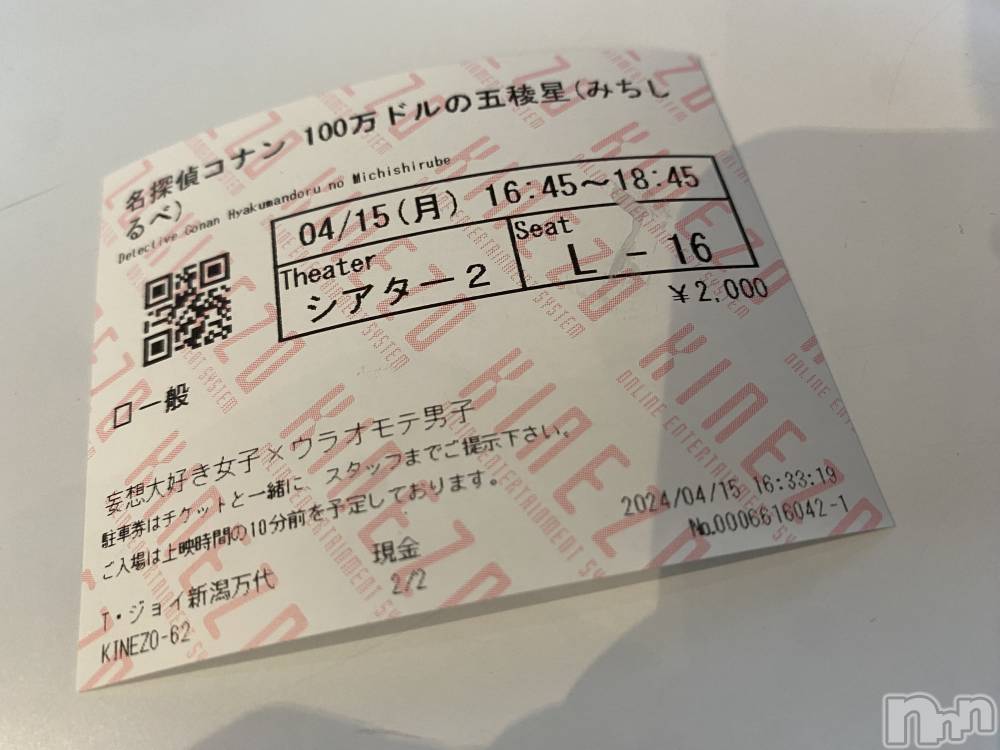 名探偵コナン 100万ドルの五稜星(みちし
るべ)
Detective Conan Hyakumandoru no Michishirube
04/15(月) 16:45～18:45
Theater
シアター2
Seat
L - 16
￥2,000
□一般
妄想大好き女子×ウラオモテ男子
駐車券はチケットと一緒に、スタッフまでご提示下さい。
ご入場は上映時間の10分前を予定しております。
2024/04/15 16:33:19
No.0006616042-1
現金
2/2
T・ジョイ新潟万代
KINEZO-62
KINEZO
ONLINE ENTERTAINMENT SYSTEM
nnn